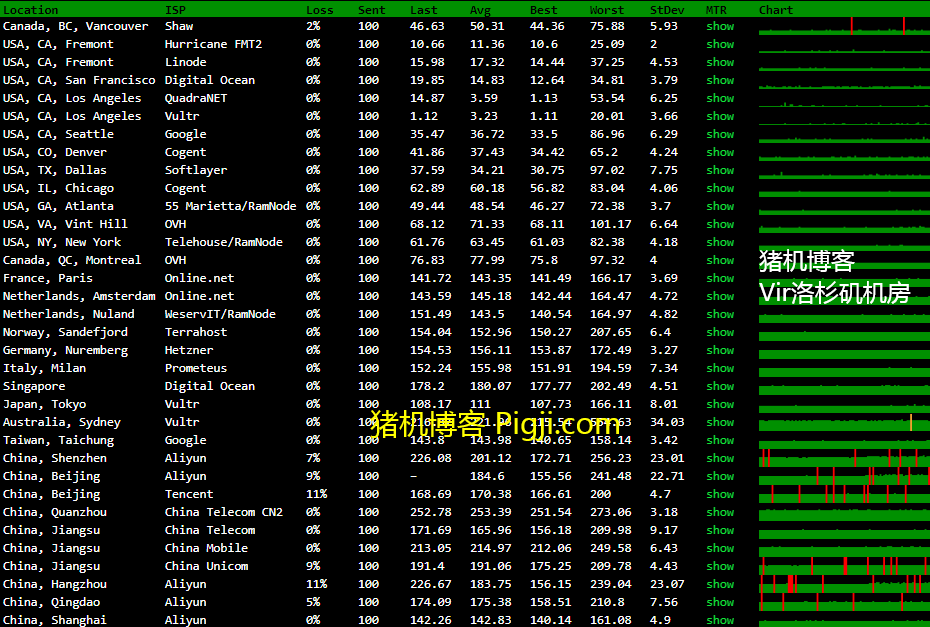 Location ISP Loss Sent Last Avg Best Worst StDev MTR Chart
Canada, BC, Vancouver Shaw 2% 100 46.63 50.31 44.36 75.88 5.93 show
USA, CA, Fremont Hurricane FMT2 0% 100 10.66 11.36 10.6 25.09 2 show
USA, CA, Fremont Linode 0% 100 15.98 17.32 14.44 37.25 4.53 show
USA, CA, San Francisco Digital Ocean 0% 100 19.85 14.83 12.64 34.81 3.79 show
USA, CA, Los Angeles QuadraNET 0% 100 14.87 3.59 1.13 53.54 6.25 show
USA, CA, Los Angeles Vultr 0% 100 1.12 3.23 1.11 20.01 3.66 show
USA, CA, Seattle Google 0% 100 35.47 36.72 33.5 86.96 6.29 show
USA, CO, Denver Cogent 0% 100 41.86 37.43 34.42 65.2 4.24 show
USA, TX, Dallas Softlayer 0% 100 37.59 34.21 30.75 97.02 7.75 show
USA, IL, Chicago Cogent 0% 100 62.89 60.18 56.82 83.04 4.06 show
USA, GA, Atlanta 55 Marietta/RamNode 0% 100 49.44 48.54 46.27 72.38 3.7 show
USA, VA, Vint Hill OVH 0% 100 68.12 71.33 68.11 101.17 6.64 show
USA, NY, New York Telehouse/RamNode 0% 100 61.76 63.45 61.03 82.38 4.18 show
Canada, QC, Montreal OVH 0% 100 76.83 77.99 75.8 97.32 4 show
猪机博客
France, Paris Online.net 0% 100 141.72 143.35 141.49 166.17 3.69 show
Netherlands, Amsterdam Online.net 0% 100 143.59 145.18 142.44 164.47 4.72 show
Vir洛杉矶机房
Netherlands, Nuland WeservIT/RamNode 0% 100 151.49 143.5 140.54 164.97 4.82 show
Norway, Sandefjord Terrahost 0% 100 154.04 152.96 150.27 207.65 6.4 show
Germany, Nuremberg Hetzner 0% 100 154.53 156.11 153.87 172.49 3.27 show
Italy, Milan Prometeus 0% 100 152.24 155.98 151.91 194.59 7.34 show
Singapore Digital Ocean 0% 100 178.2 180.07 177.77 202.49 4.51 show
Japan, Tokyo Vultr 0% 100 108.17 111 107.73 166.11 8.01 show
Australia, Sydney Vultr 0% 100 34.03 show
猪机博客 Pigji.com
Taiwan, Taichung Google 0% 100 143.8 143.98 140.65 158.14 3.42 show
China, Shenzhen Aliyun 7% 100 226.08 201.12 172.71 256.23 23.01 show
China, Beijing Aliyun 9% 100 – 184.6 155.56 241.48 22.71 show
China, Beijing Tencent 11% 100 168.69 170.38 166.61 200 4.7 show
China, Quanzhou China Telecom CN2 0% 100 252.78 253.39 251.54 273.06 3.18 show
China, Jiangsu China Telecom 0% 100 171.69 165.96 156.18 209.98 9.17 show
China, Jiangsu China Mobile 0% 100 213.05 214.97 212.06 249.58 6.43 show
China, Jiangsu China Unicom 9% 100 191.4 191.06 175.25 209.78 4.43 show
China, Hangzhou Aliyun 11% 100 226.67 183.75 156.15 239.04 23.07 show
China, Qingdao Aliyun 5% 100 174.09 175.38 158.51 210.8 7.56 show
China, Shanghai Aliyun 0% 100 142.26 142.83 140.14 161.08 4.9 show